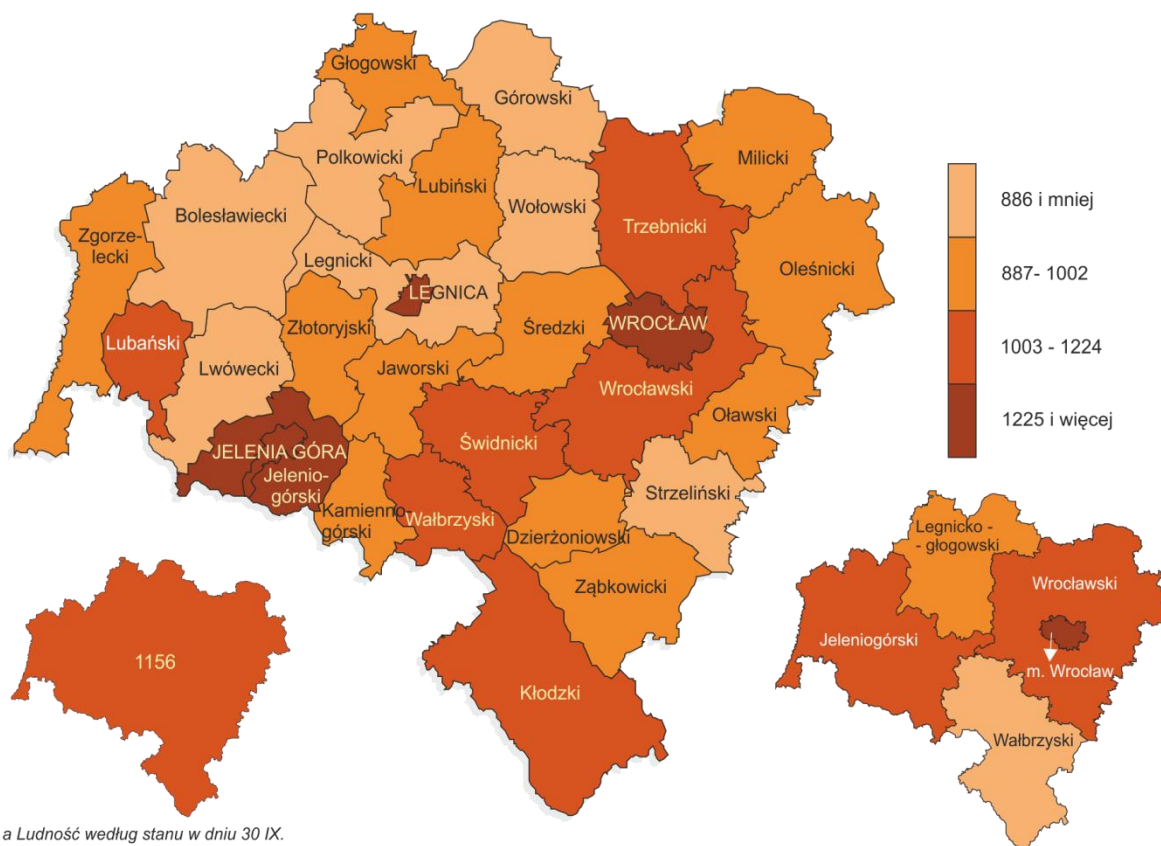 Głogowski
Górowski
Polkowicki
Lubiński
Milicki
Bolesławiecki
Wołowski
Trzebnicki
Zgorze-
lecki
Legnicki
Oleśnicki
LEGNICA
Złotoryjski
Średzki
WROCŁAW
Lubański
Lwówecki
Jaworski
Wrocławski
Oławski
JELENIA GÓRA
Jelenio-
górski
Świdnicki
Strzeliński
Kamienno-
górski
Wałbrzyski
Dzierżoniowski
Ząbkowicki
Kłodzki
886 i mniej
887- 1002
1003 - 1224
1225 i więcej
1156
Legnicko -
- głogowski
Wrocławski
Jeleniogórski
m. Wrocław
Wałbrzyski
a Ludność według stanu w dniu 30 IX.